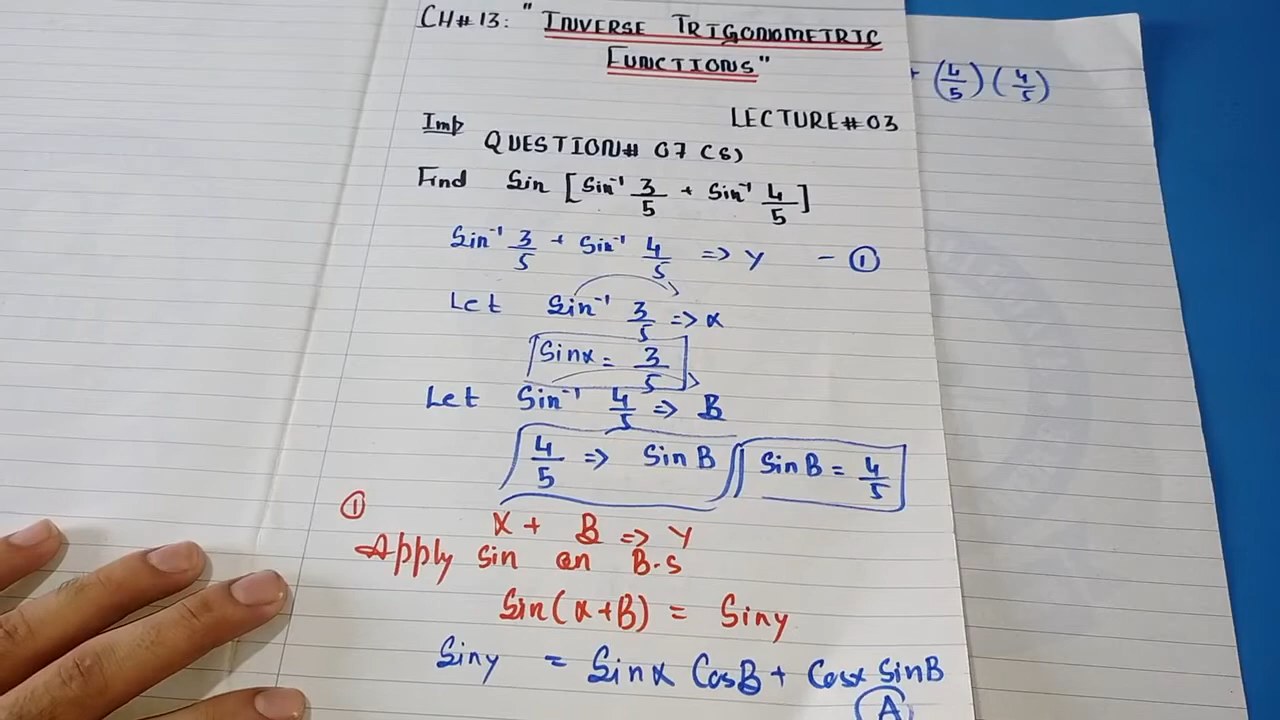 CH# 13: "INVERSE TRIGONOMETRIC
FUNCTIONS"
+ (4/5) (4/5)
LECTURE# 03
Imp
QUESTION# 07 (6)
Find Sin [Sin⁻¹ 3/5 + Sin⁻¹ 4/5]
Sin⁻¹ 3/5 + Sin⁻¹ 4/5 => y - ①
Let Sin⁻¹ 3/5 => α
Sinα = 3/5
Let Sin⁻¹ 4/5 => B
4/5 => Sin B
Sin B = 4/5
①
α + B => y
Apply sin on B.S
Sin(α+B) = Siny
Siny = Sinα CosB + Cosα SinB
A